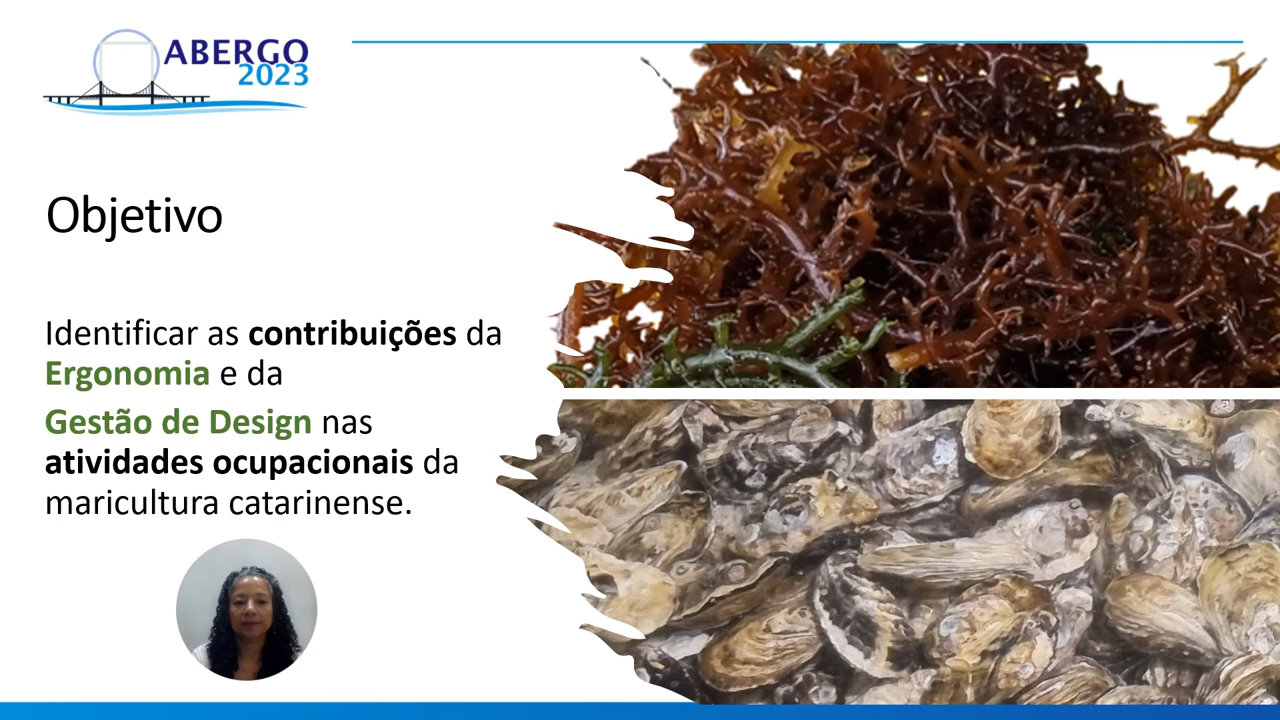 ABERGO
2023
Objetivo
Identificar as contribuições da
Ergonomia e da
Gestão de Design nas
atividades ocupacionais da
maricultura catarinense.